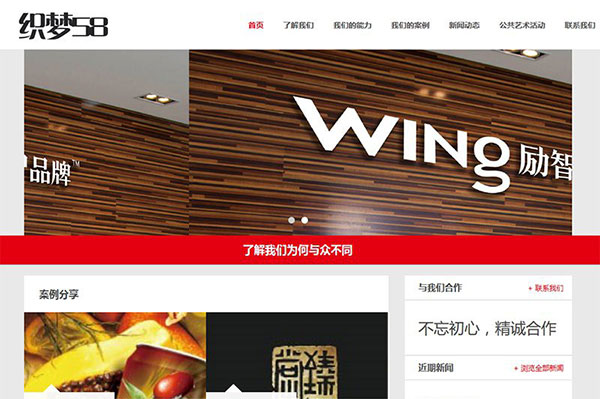 织梦58
首页 了解我们 我们的能力 我们的案例 新闻动态 公共艺术活动 联系我们
品牌™
WINg励智
了解我们为何与众不同
案例分享
与我们合作 + 联系我们
不忘初心，精诚合作
近期新闻 + 浏览全部新闻